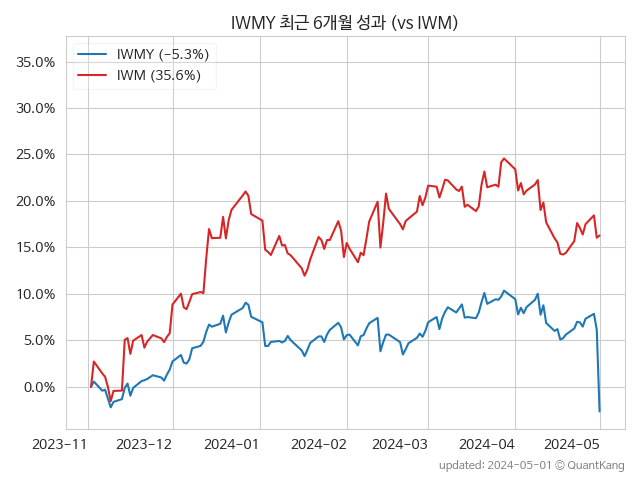 IWMY 최근 6개월 성과 (vs IWM)
IWMY (-5.3%)
IWM (35.6%)
35.0%
30.0%
25.0%
20.0%
15.0%
10.0%
5.0%
0.0%
2023-11 2023-12 2024-01 2024-02 2024-03 2024-04 2024-05
updated: 2024-05-01 © QuantKang